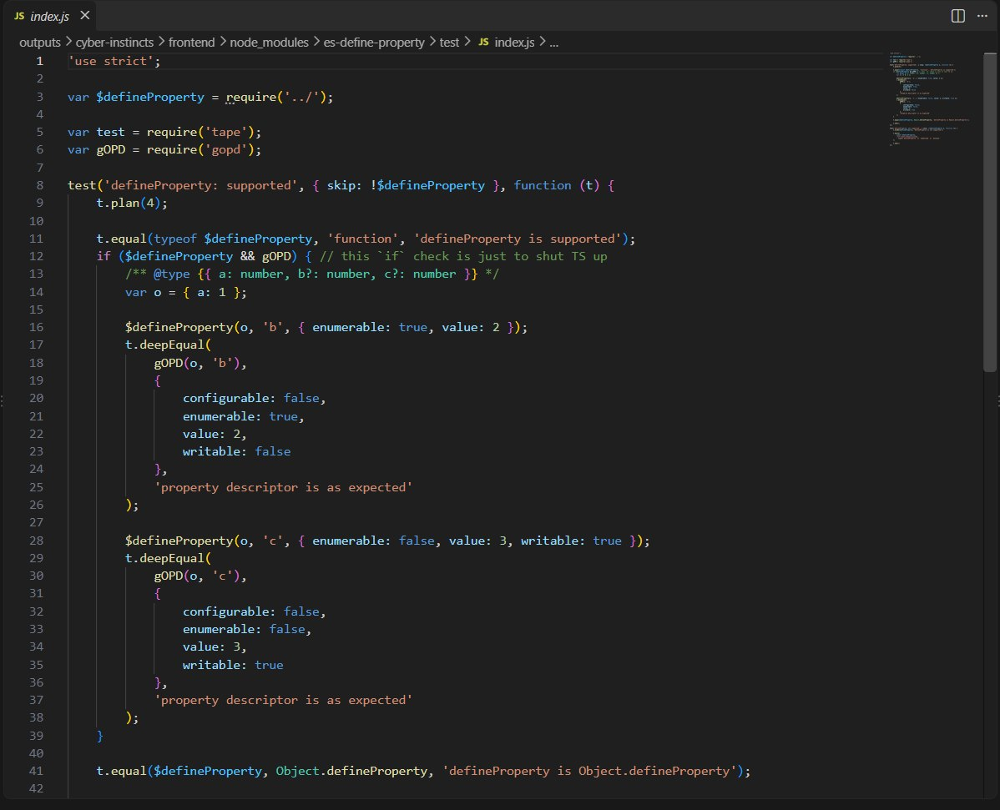 JS index.js ×
outputs > cyber-instincts > frontend > node_modules > es-define-property > test > JS index.js > ...
1 'use strict';
2
3 var $defineProperty = require('../');
4
5 var test = require('tape');
6 var gOPD = require('gopd');
7
8 test('defineProperty: supported', { skip: !$defineProperty }, function (t) {
9     t.plan(4);
10
11     t.equal(typeof $defineProperty, 'function', 'defineProperty is supported');
12     if ($defineProperty && gOPD) { // this `if` check is just to shut TS up
13         /** @type {{ a: number, b?: number, c?: number }} */
14         var o = { a: 1 };
15
16         $defineProperty(o, 'b', { enumerable: true, value: 2 });
17         t.deepEqual(
18             gOPD(o, 'b'),
19             {
20                 configurable: false,
21                 enumerable: true,
22                 value: 2,
23                 writable: false
24             },
25             'property descriptor is as expected'
26         );
27
28         $defineProperty(o, 'c', { enumerable: false, value: 3, writable: true });
29         t.deepEqual(
30             gOPD(o, 'c'),
31             {
32                 configurable: false,
33                 enumerable: false,
34                 value: 3,
35                 writable: true
36             },
37             'property descriptor is as expected'
38         );
39     }
40
41     t.equal($defineProperty, Object.defineProperty, 'defineProperty is Object.defineProperty');
42